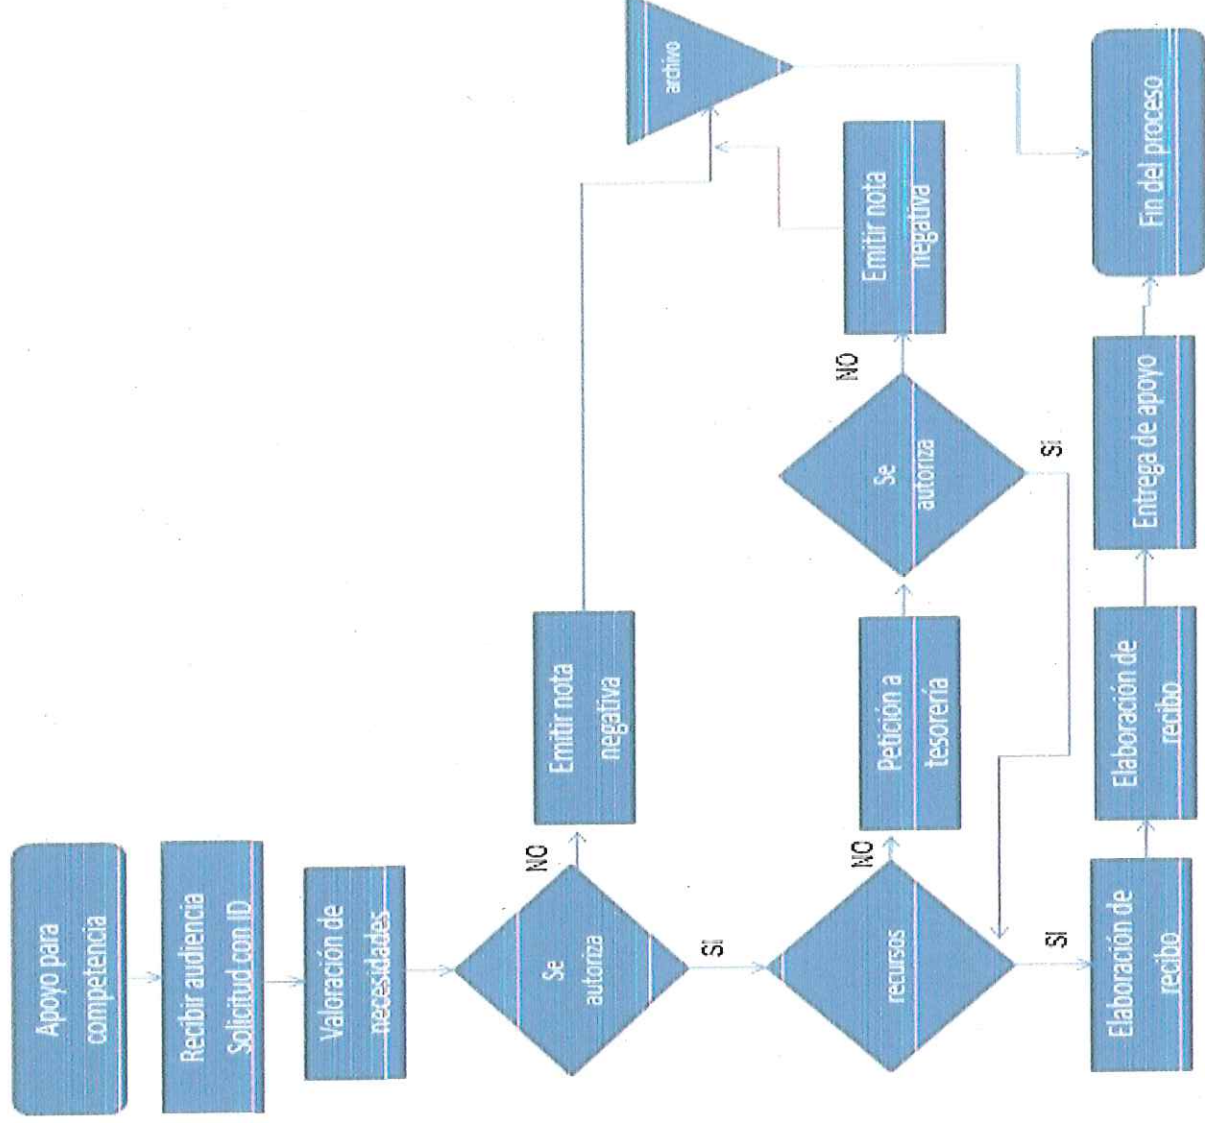 Apoyo para
competencia
Recibir audiencia
Solicitud con ID
Valoración de
necesidades
Se
autoriza
NO
Emitir nota
negativa
archivo
SI
recursos
NO
Petición a
tesorería
Se
autoriza
NO
Emitir nota
negativa
SI
SI
Elaboración de
recibo
Elaboración de
recibo
Entrega de apoyo
Fin del proceso